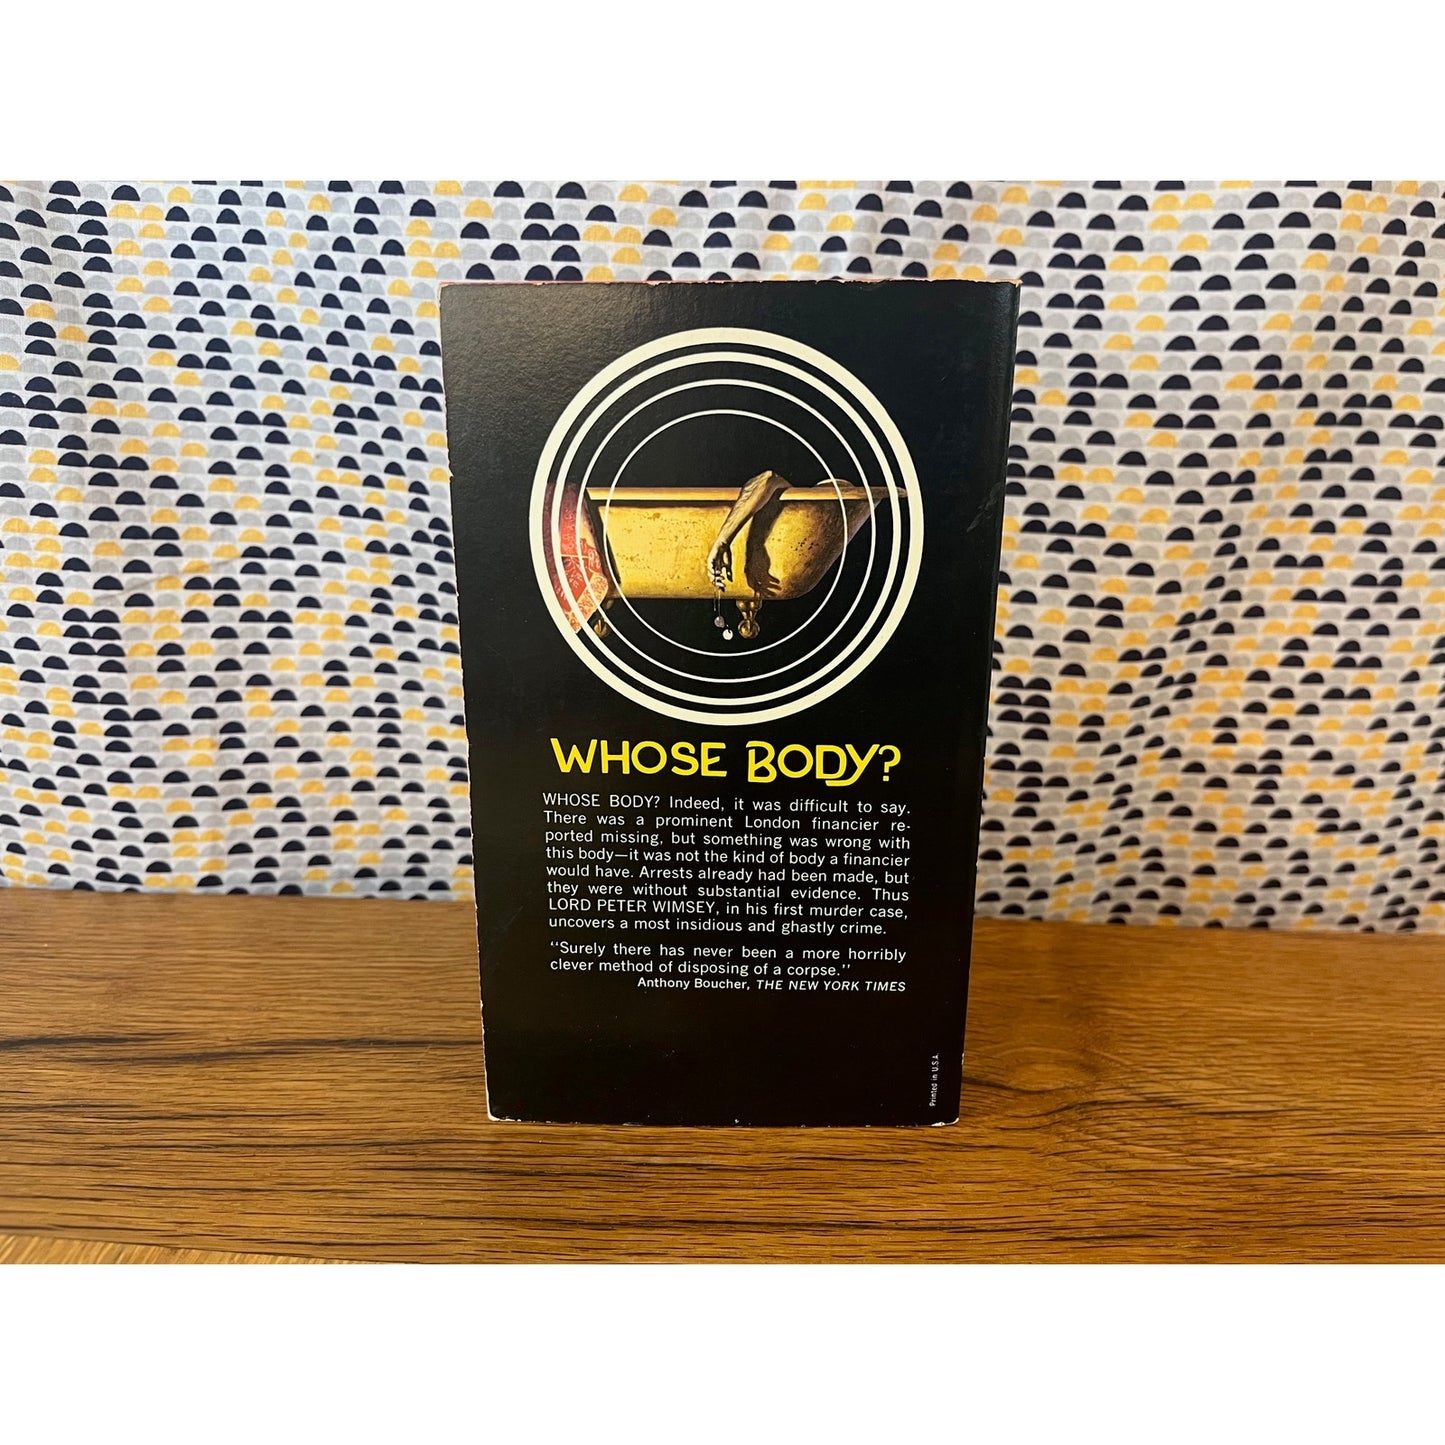 WHOSE BODY?
WHOSE BODY? Indeed, it was difficult to say.
There was a prominent London financier re-
ported missing, but something was wrong with
this body—it was not the kind of body a financier
would have. Arrests already had been made, but
they were without substantial evidence. Thus
LORD PETER WIMSEY, in his first murder case,
uncovers a most insidious and ghastly crime.
"Surely there has never been a more horribly
clever method of disposing of a corpse."
Anthony Boucher, THE NEW YORK TIMES
Printed in U.S.A.